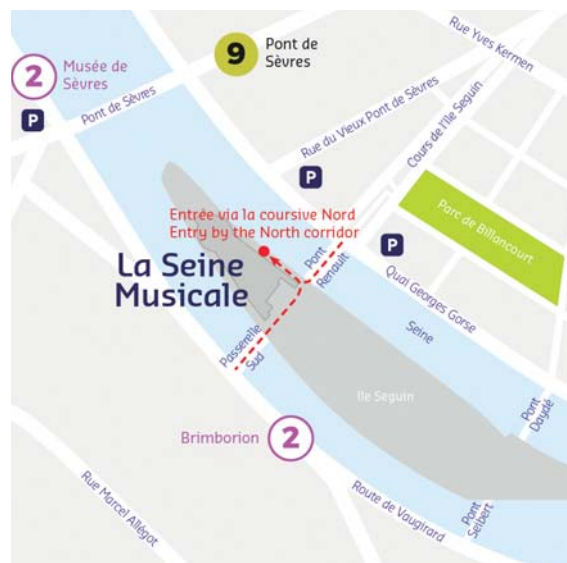 Rue Yves Kermen
9
Pont de
Sèvres
2
Musée de
Sèvres
P
Pont de Sèvres
Rue du Vieux Pont de Sèvres
Cours de l'Ile Seguin
P
Parc de Billancourt
Entrée via la coursive Nord
Entry by the North corridor
P
La Seine
Musicale
Pont
Renault
Quai Georges Gorse
Seine
Passerelle
Sud
Ile Seguin
Pont
Daydé
Brimborion
2
Rue Marcel Allégot
Route de Vaugirard
Pont
Seibert